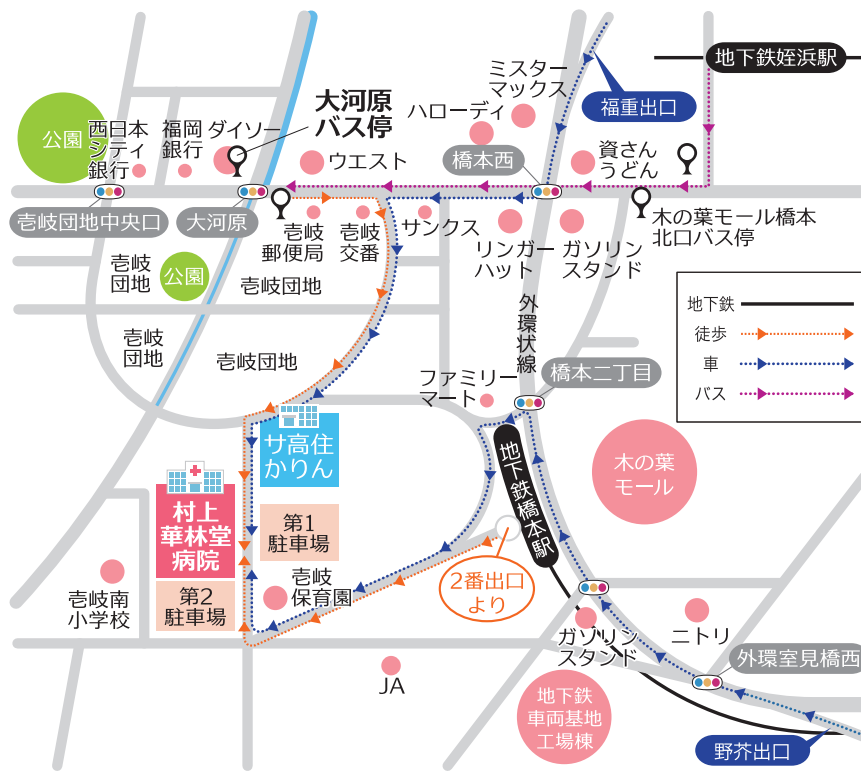 地下鉄姪浜駅
ミスター
マックス
ハローディ
福重出口
大河原
バス停
公園
西日本
シティ
銀行
福岡
銀行
ダイソー
ウエスト
橋本西
資さん
うどん
壱岐団地中央口
大河原
壱岐
郵便局
壱岐
交番
サンクス
リンガー
ハット
ガソリン
スタンド
木の葉モール橋本
北口バス停
壱岐
団地
公園
壱岐団地
外環状線
地下鉄
徒歩
車
バス
壱岐
団地
壱岐団地
ファミリー
マート
橋本二丁目
サ高住
かりん
地下鉄橋本駅
木の葉
モール
村上
華林堂
病院
第1
駐車場
2番出口
より
壱岐
保育園
第2
駐車場
壱岐南
小学校
ガソリン
スタンド
ニトリ
外環室見橋西
JA
地下鉄
車両基地
工場棟
野芥出口